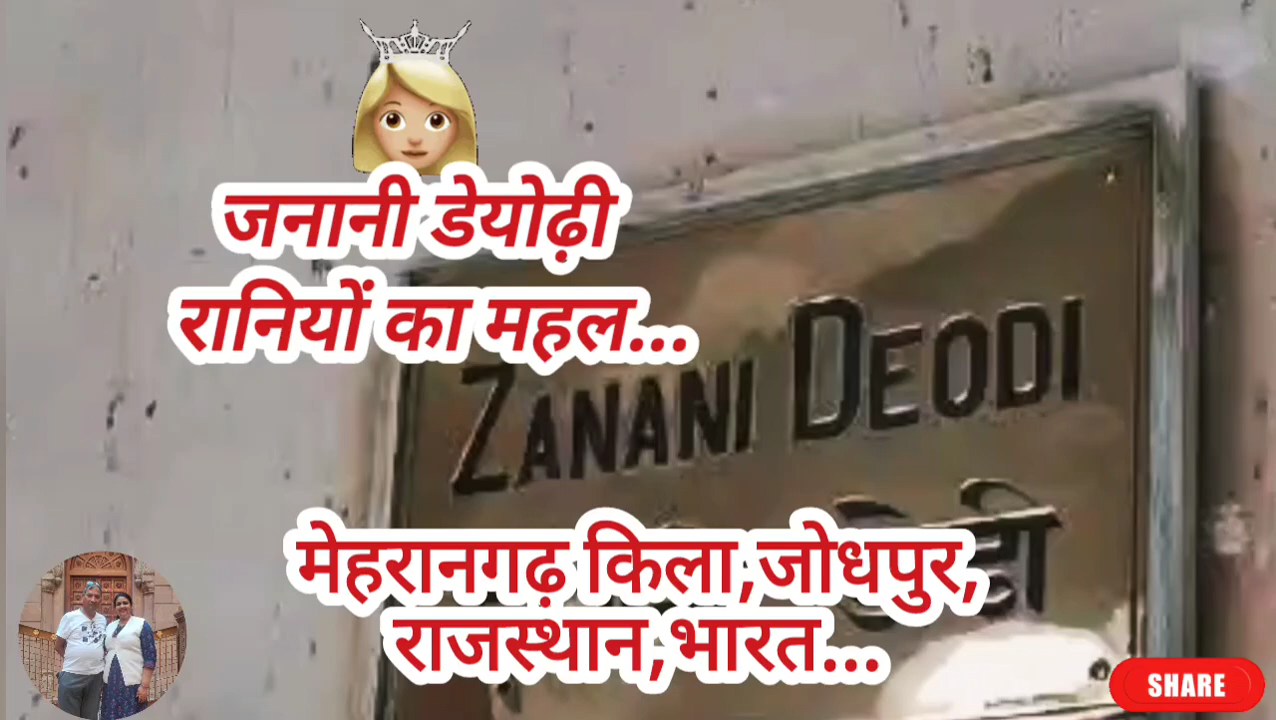 जनानी डेयोढ़ी
रानियों का महल...
ZANANI DEODI
मेहरानगढ़ किला,जोधपुर,
राजस्थान,भारत...
SHARE